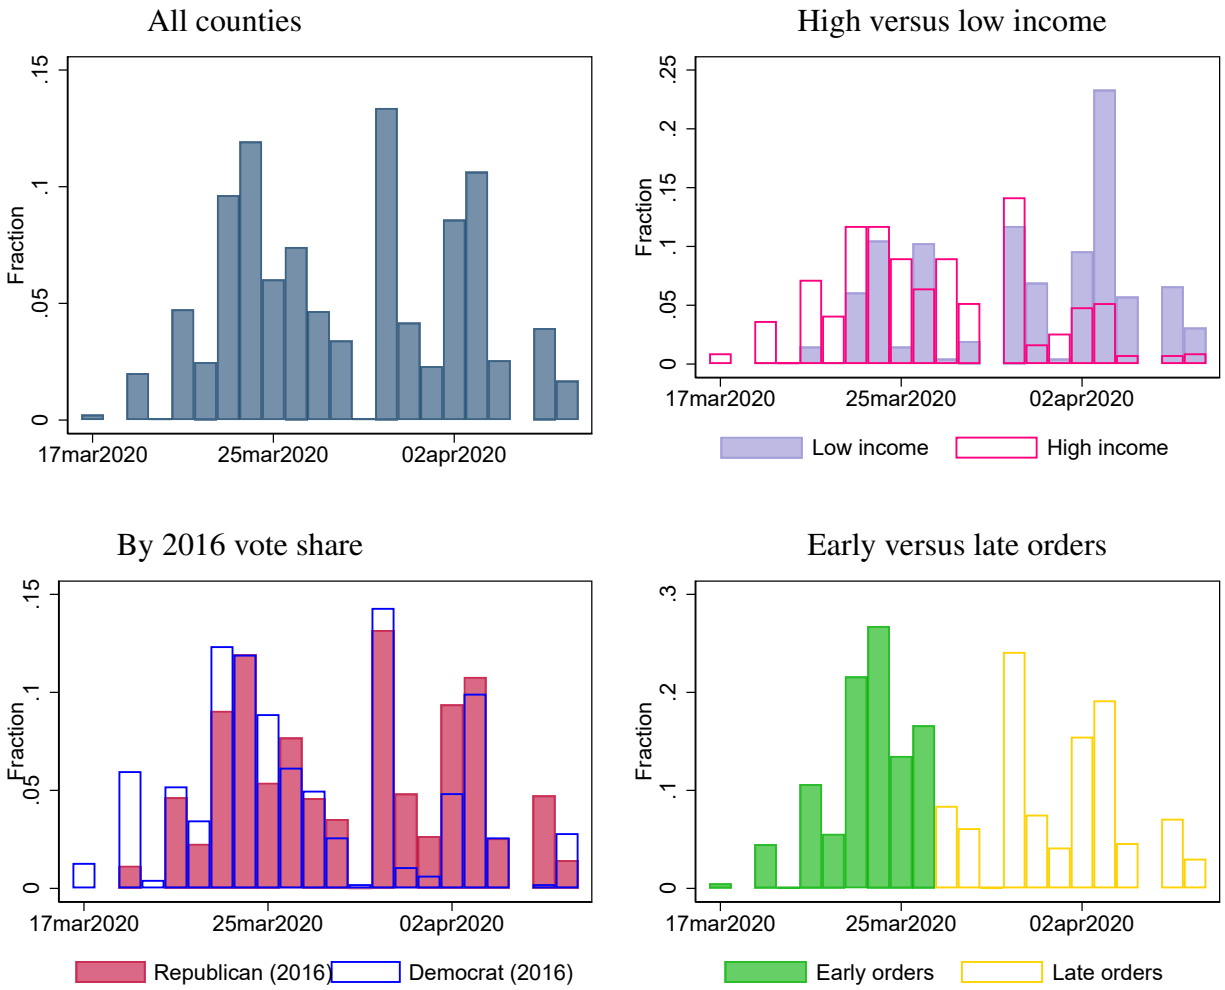 All counties
.15
.1
.05
0
Fraction
17mar2020
25mar2020
02apr2020
High versus low income
.25
.2
.15
.1
.05
0
Fraction
17mar2020
25mar2020
02apr2020
Low income
High income
By 2016 vote share
.15
.1
.05
0
Fraction
17mar2020
25mar2020
02apr2020
Republican (2016)
Democrat (2016)
Early versus late orders
.3
.2
.1
0
Fraction
17mar2020
25mar2020
02apr2020
Early orders
Late orders